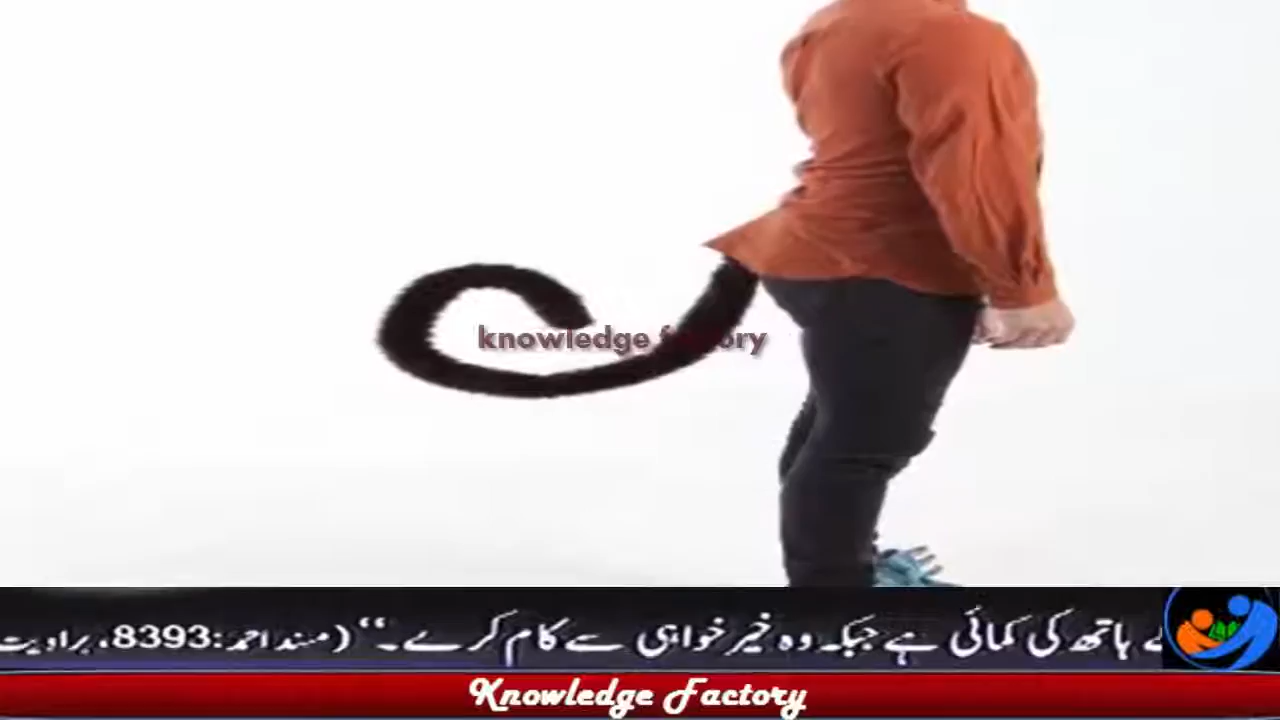 knowledge factory
ہاتھ کی کمائی ہے جبکہ وہ خیر خواہی سے کام کرے۔“ (مسند احمد:8393، بروایت
Knowledge Factory